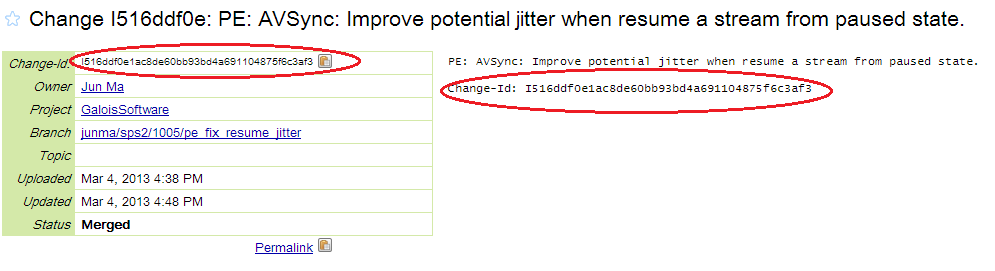 Change I516ddf0e: PE: AVSync: Improve potential jitter when resume a stream from paused state.
Change-Id: I516ddf0e1ac8de60bb93bd4a691104875f6c3af3
Owner Jun Ma
Project GaloisSoftware
Branch junma/sps2/1005/pe_fix_resume_jitter
Topic
Uploaded Mar 4, 2013 4:38 PM
Updated Mar 4, 2013 4:48 PM
Status Merged
Permalink
PE: AVSync: Improve potential jitter when resume a stream from paused state.
Change-Id: I516ddf0e1ac8de60bb93bd4a691104875f6c3af3